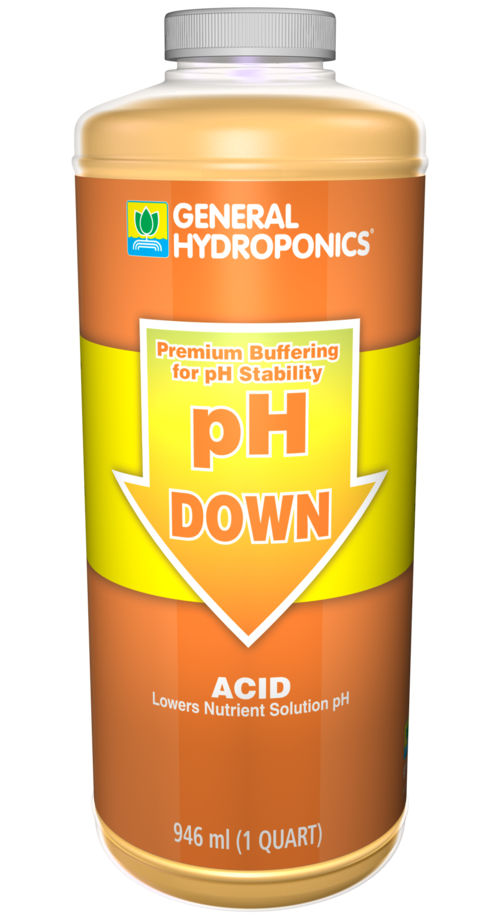 GENERAL
HYDROPONICS®
Premium Buffering
for pH Stability
pH
DOWN
ACID
Lowers Nutrient Solution pH
946 ml (1 QUART)